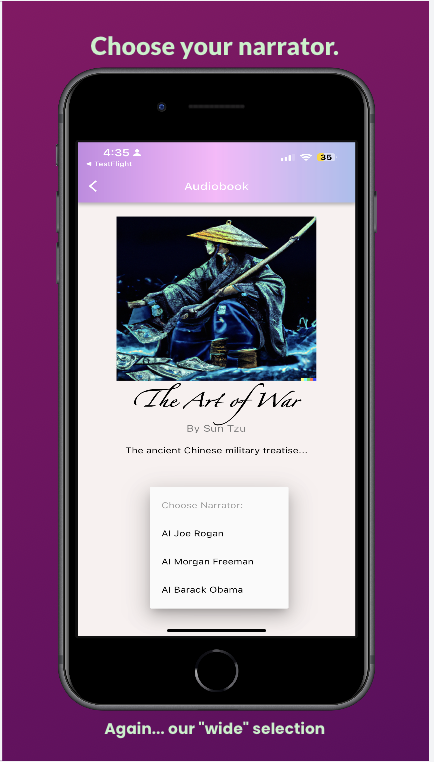 Choose your narrator.
4:35
35
◀ TestFlight
Audiobook
The Art of War
By Sun Tzu
The ancient Chinese military treatise...
Choose Narrator:
AI Joe Rogan
AI Morgan Freeman
AI Barack Obama
Again... our "wide" selection